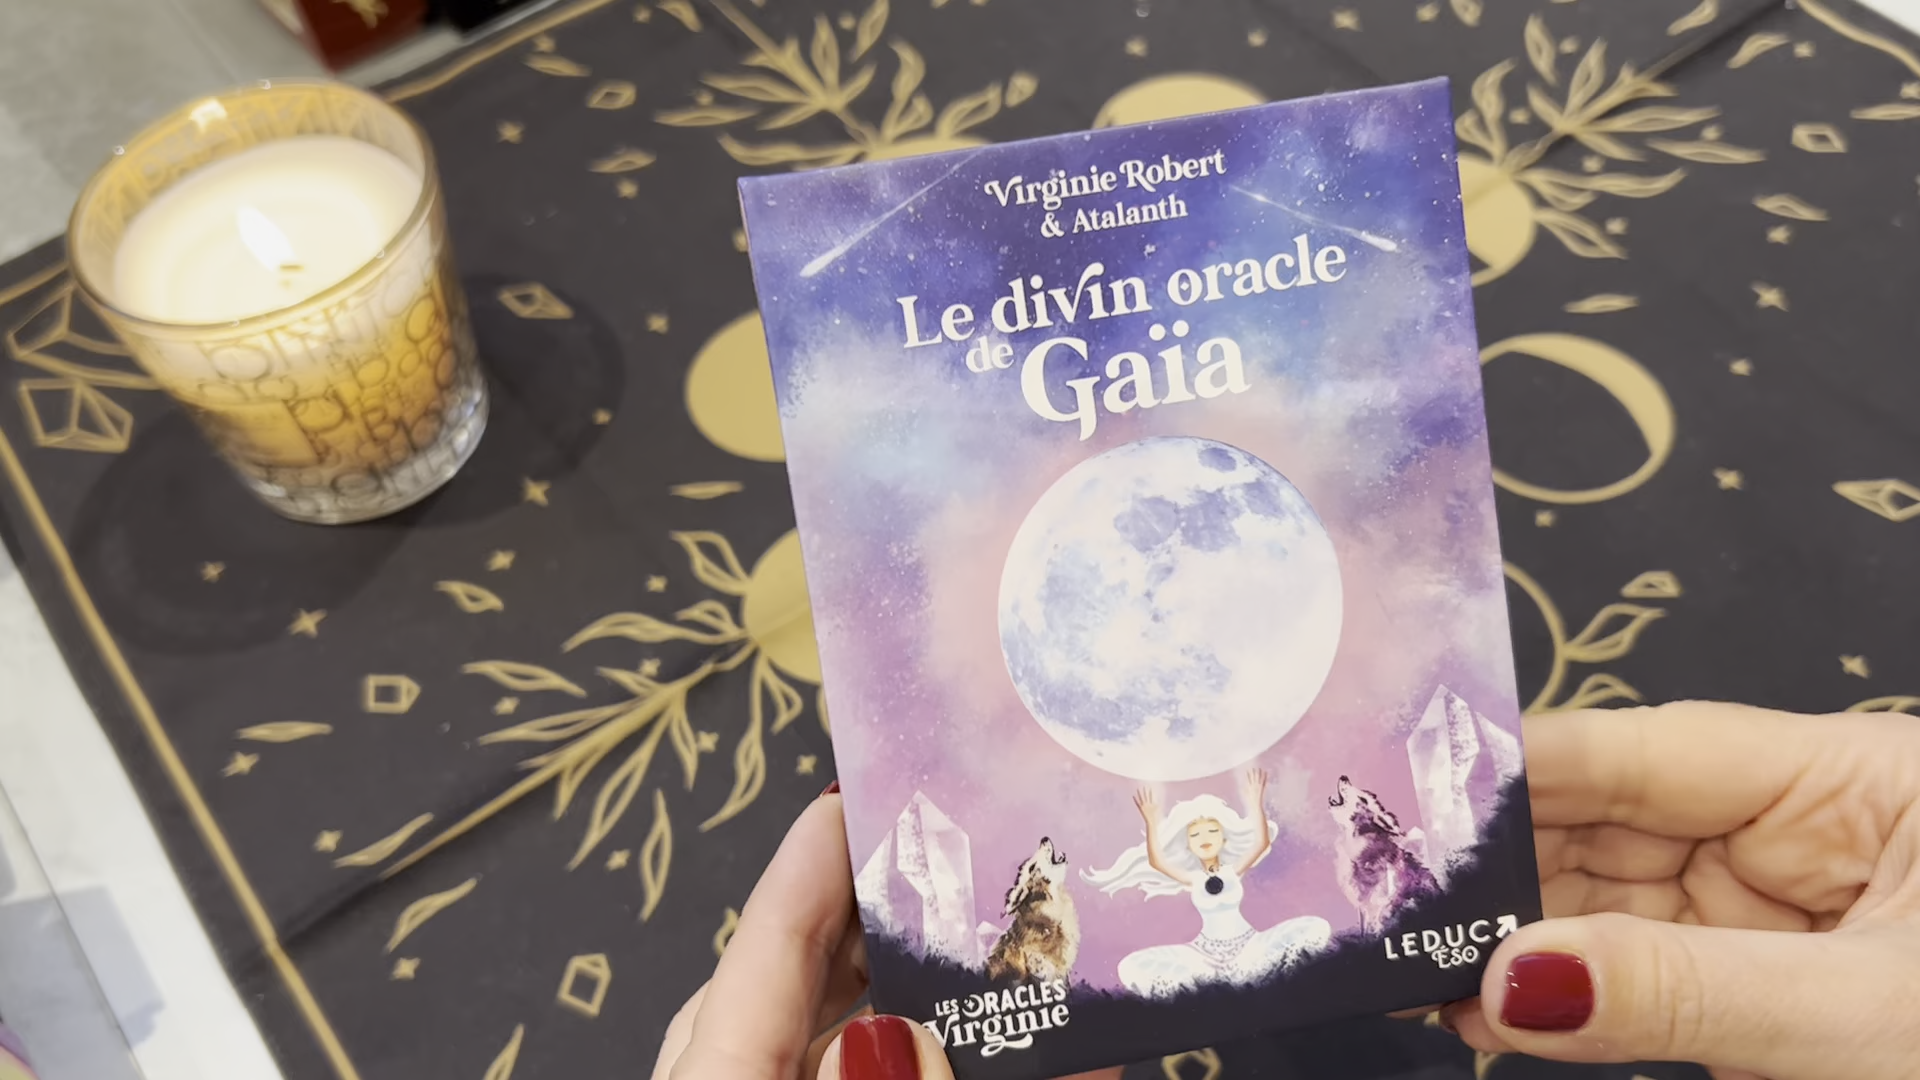 Virginie Robert
& Atalanth
Le divin oracle
de Gaïa
LEDUC
ÉSO
LES ORACLES
Virginie